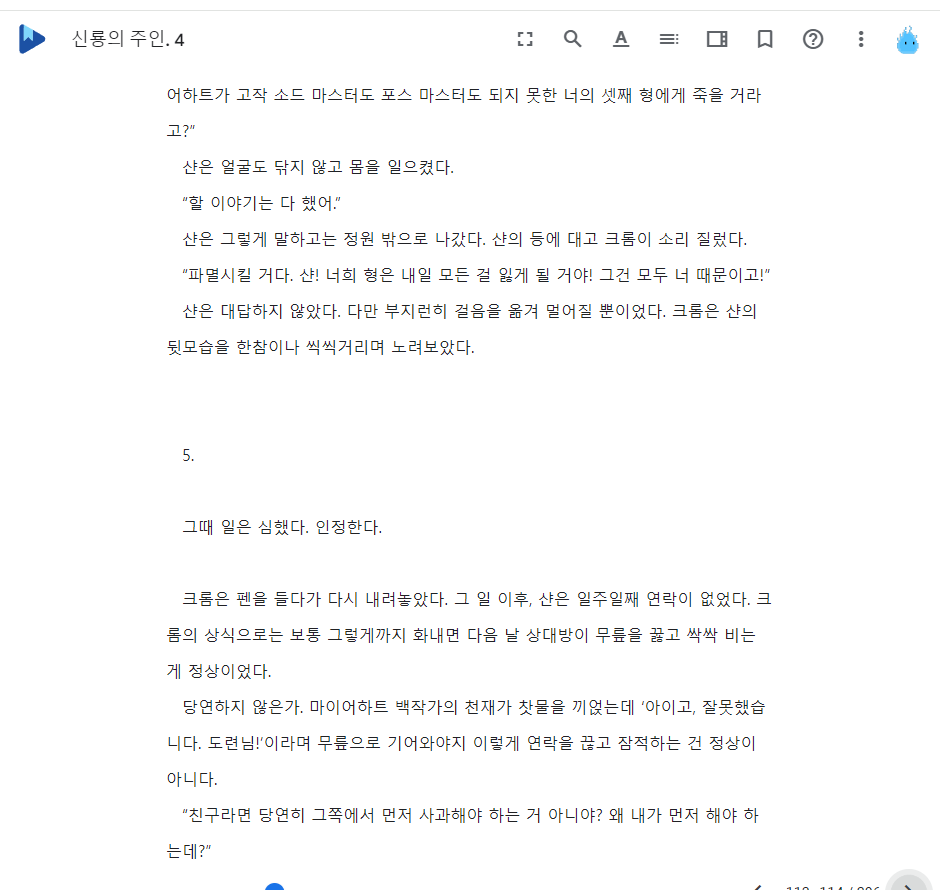 신룡의 주인. 4
어하트가 고작 소드 마스터도 포스 마스터도 되지 못한 너의 셋째 형에게 죽을 거라
고?”
샨은 얼굴도 닦지 않고 몸을 일으켰다.
“할 이야기는 다 했어.”
샨은 그렇게 말하고는 정원 밖으로 나갔다. 샨의 등에 대고 크롬이 소리 질렀다.
“파멸시킬 거다. 샨! 너희 형은 내일 모든 걸 잃게 될 거야! 그건 모두 너 때문이고!”
샨은 대답하지 않았다. 다만 부지런히 걸음을 옮겨 멀어질 뿐이었다. 크롬은 샨의
뒷모습을 한참이나 씩씩거리며 노려보았다.
5.
그때 일은 심했다. 인정한다.
크롬은 펜을 들다가 다시 내려놓았다. 그 일 이후, 샨은 일주일째 연락이 없었다. 크
롬의 상식으로는 보통 그렇게까지 화내면 다음 날 상대방이 무릎을 꿇고 싹싹 비는
게 정상이었다.
당연하지 않은가. 마이어하트 백작가의 천재가 찻물을 끼얹는데 ‘아이고, 잘못했습
니다. 도련님!’이라며 무릎으로 기어와야지 이렇게 연락을 끊고 잠적하는 건 정상이
아니다.
“친구라면 당연히 그쪽에서 먼저 사과해야 하는 거 아니야? 왜 내가 먼저 해야 하
는데?”